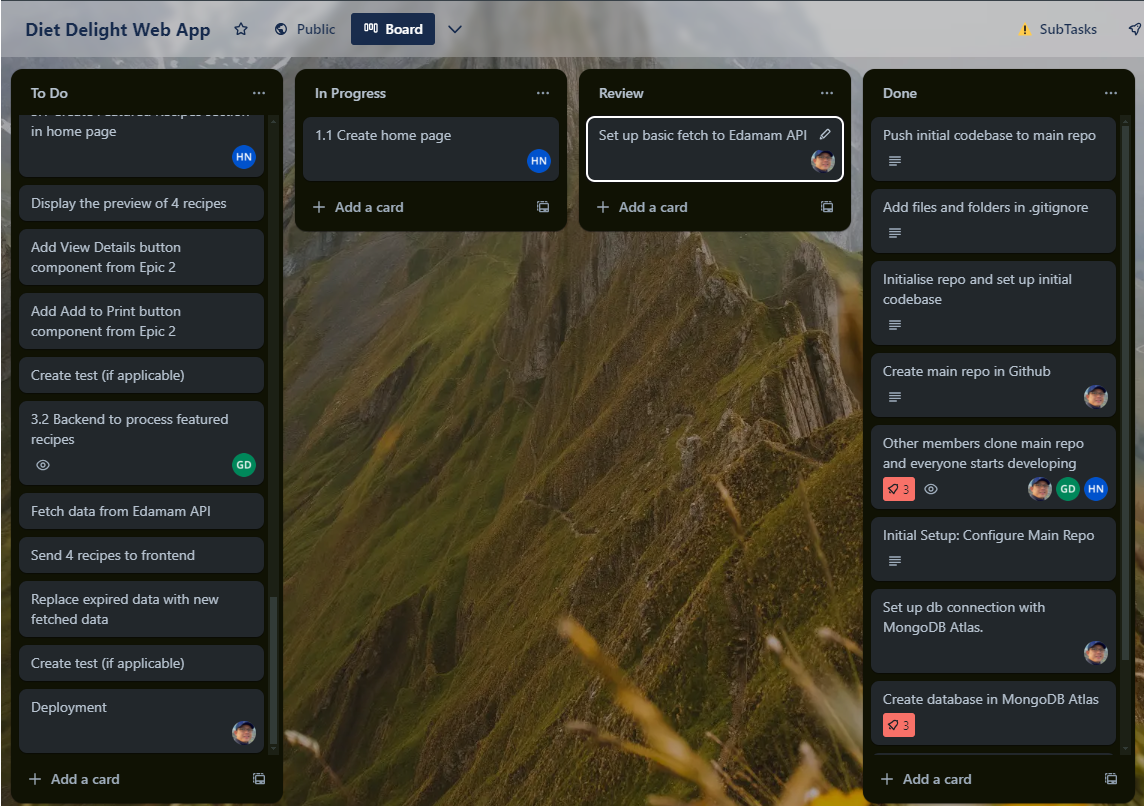 Diet Delight Web App
Public
Board
SubTasks
To Do
in home page
HN
Display the preview of 4 recipes
Add View Details button
component from Epic 2
Add Add to Print button
component from Epic 2
Create test (if applicable)
3.2 Backend to process featured
recipes
GD
Fetch data from Edamam API
Send 4 recipes to frontend
Replace expired data with new
fetched data
Create test (if applicable)
Deployment
+ Add a card
In Progress
1.1 Create home page
HN
+ Add a card
Review
Set up basic fetch to Edamam API
+ Add a card
Done
Push initial codebase to main repo
Add files and folders in .gitignore
Initialise repo and set up initial
codebase
Create main repo in Github
Other members clone main repo
and everyone starts developing
3
GD
HN
Initial Setup: Configure Main Repo
Set up db connection with
MongoDB Atlas.
Create database in MongoDB Atlas
3
+ Add a card